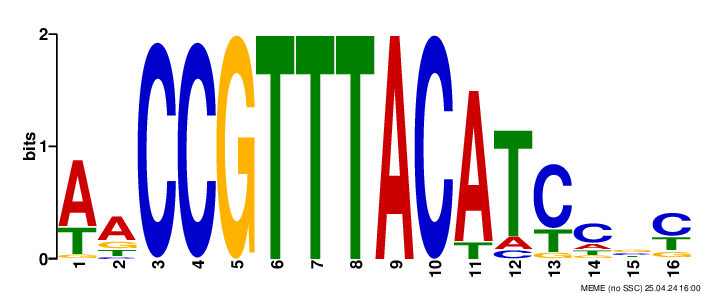 bits
2
1
0
A A C C G T T T A C A T C C C
T G T A T A T
G T C G T G
1 2 3 4 5 6 7 8 9 10 11 12 13 14 15 16
MEME (no SSC) 25.04.24 16:00